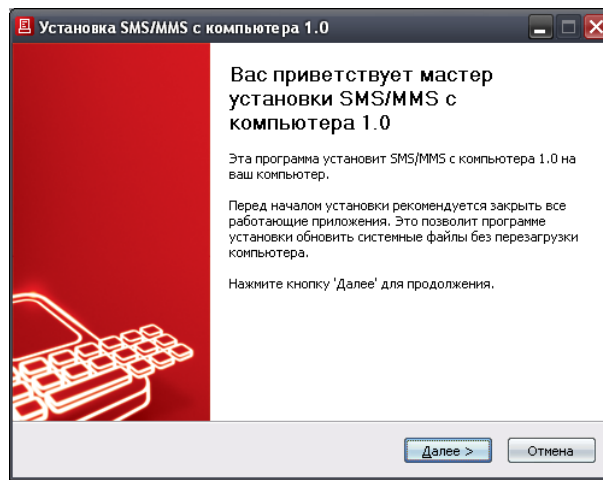 Установка SMS/MMS с компьютера 1.0
Вас приветствует мастер
установки SMS/MMS с
компьютера 1.0
Эта программа установит SMS/MMS с компьютера 1.0 на
ваш компьютер.
Перед началом установки рекомендуется закрыть все
работающие приложения. Это позволит программе
установки обновить системные файлы без перезагрузки
компьютера.
Нажмите кнопку 'Далее' для продолжения.
Далее >
Отмена